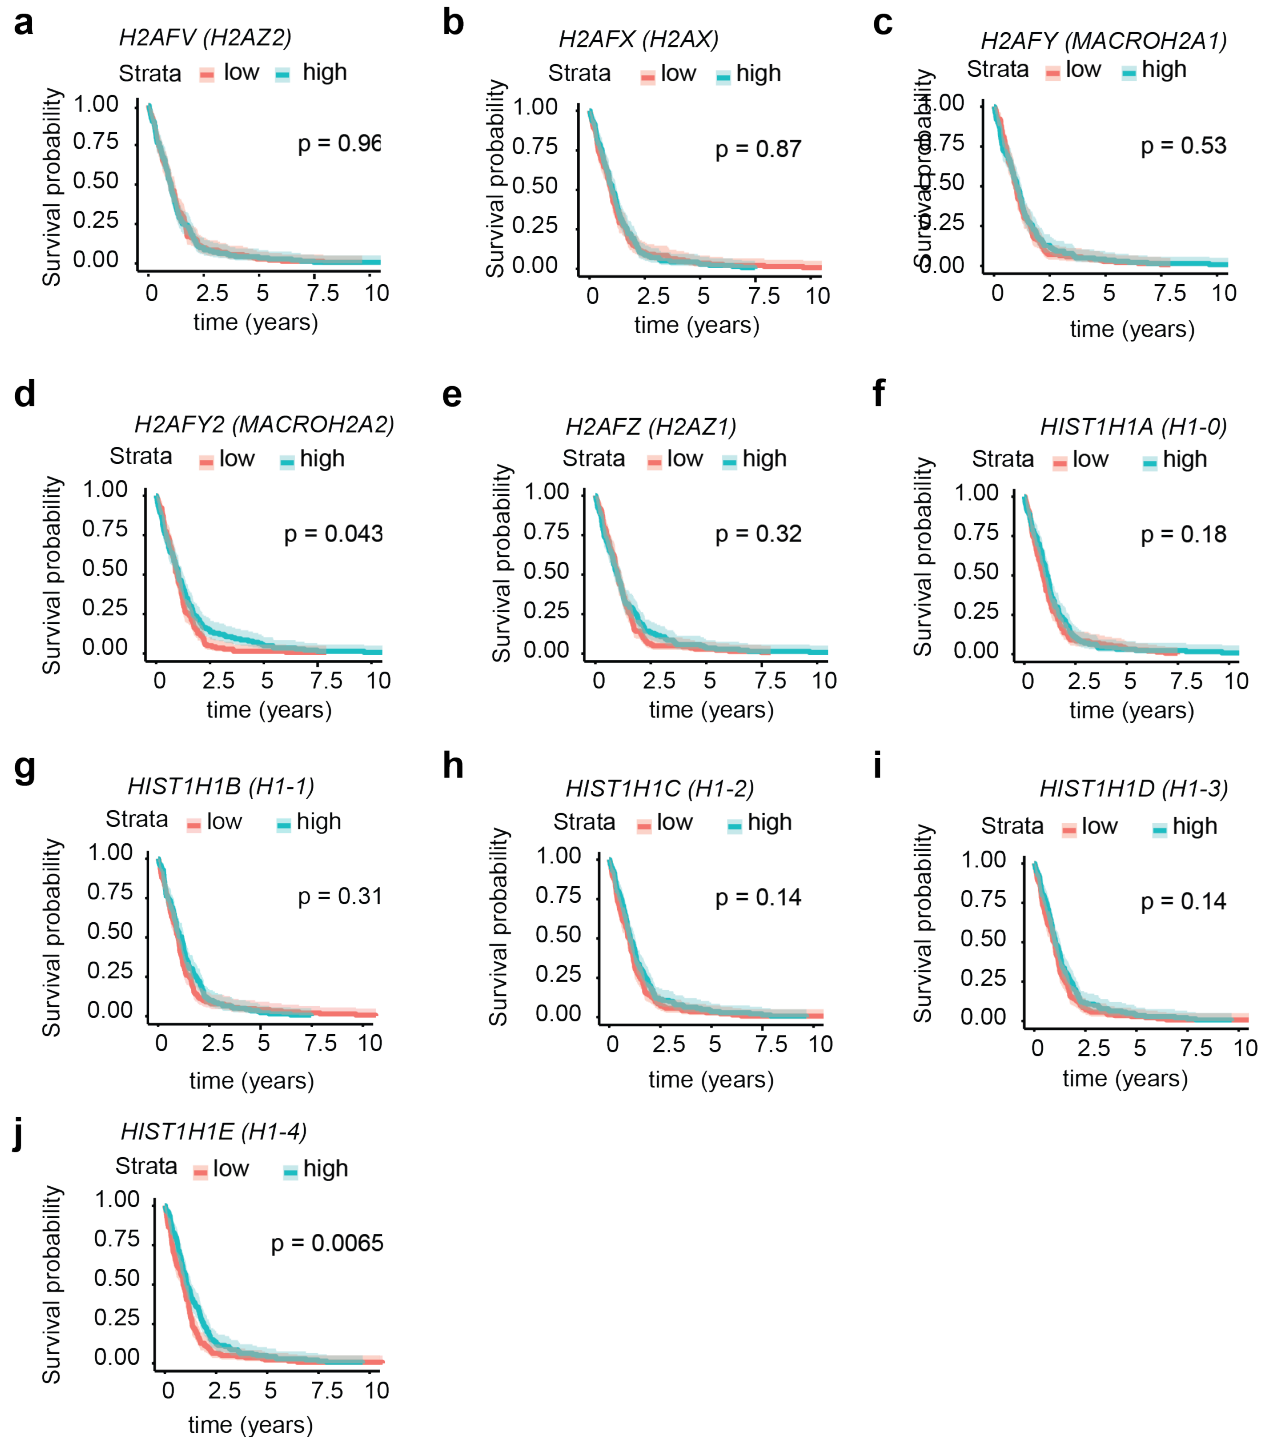 a
H2AFV (H2AZ2)
Strata low high
Survival probability
1.00
0.75
0.50
0.25
0.00
p = 0.96
0 2.5 5 7.5 10
time (years)
b
H2AFX (H2AX)
Strata low high
Survival probability
1.00
0.75
0.50
0.25
0.00
p = 0.87
0 2.5 5 7.5 10
time (years)
c
H2AFY (MACROH2A1)
Strata low high
Survival probability
1.00
0.75
0.50
0.25
0.00
p = 0.53
0 2.5 5 7.5 10
time (years)
d
H2AFY2 (MACROH2A2)
Strata low high
Survival probability
1.00
0.75
0.50
0.25
0.00
p = 0.043
0 2.5 5 7.5 10
time (years)
e
H2AFZ (H2AZ1)
Strata low high
Survival probability
1.00
0.75
0.50
0.25
0.00
p = 0.32
0 2.5 5 7.5 10
time (years)
f
HIST1H1A (H1-0)
Strata low high
Survival probability
1.00
0.75
0.50
0.25
0.00
p = 0.18
0 2.5 5 7.5 10
time (years)
g
HIST1H1B (H1-1)
Strata low high
Survival probability
1.00
0.75
0.50
0.25
0.00
p = 0.31
0 2.5 5 7.5 10
time (years)
h
HIST1H1C (H1-2)
Strata low high
Survival probability
1.00
0.75
0.50
0.25
0.00
p = 0.14
0 2.5 5 7.5 10
time (years)
i
HIST1H1D (H1-3)
Strata low high
Survival probability
1.00
0.75
0.50
0.25
0.00
p = 0.14
0 2.5 5 7.5 10
time (years)
j
HIST1H1E (H1-4)
Strata low high
Survival probability
1.00
0.75
0.50
0.25
0.00
p = 0.0065
0 2.5 5 7.5 10
time (years)